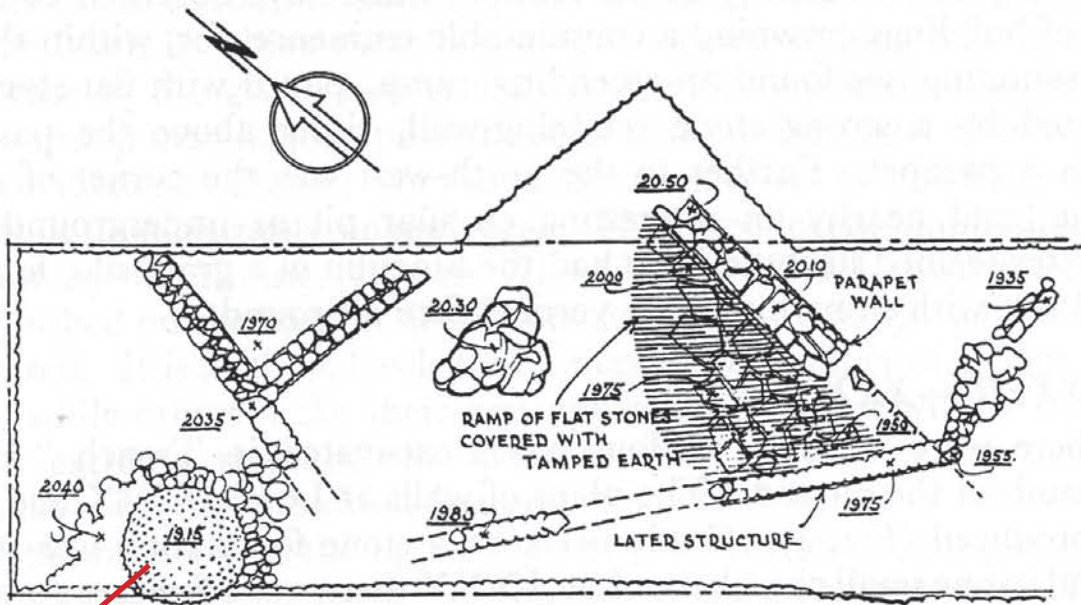 20·50
2010
PARAPET
WALL
1935
2000
20·30
1970
1975
RAMP OF FLAT STONES
COVERED WITH
TAMPED EARTH
2035
1950
1955
2040
1915
1983
1975
LATER STRUCTURE